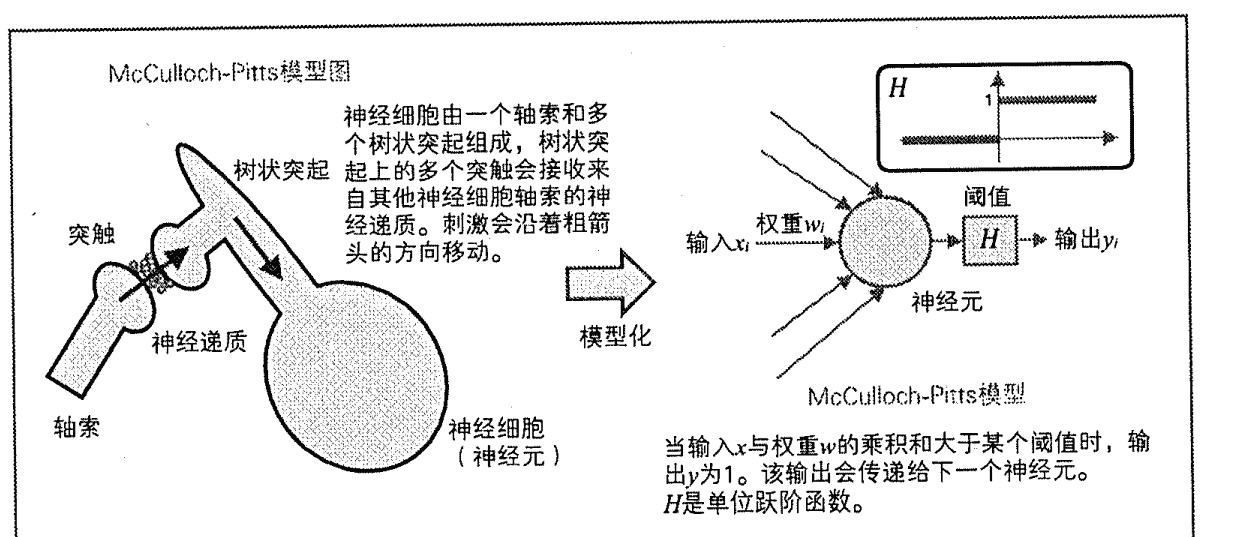 McCulloch-Pitts模型图
神经细胞由一个轴索和多
个树状突起组成，树状突
起上的多个突触会接收来
自其他神经细胞轴索的神
经递质。刺激会沿着粗箭
头的方向移动。
树状突起
突触
神经递质
轴索
神经细胞
（神经元）
模型化
H
1
阈值
权重wᵢ
输入xᵢ
H
输出yᵢ
神经元
McCulloch-Pitts模型
当输入x与权重w的乘积和大于某个阈值时，输
出y为1。该输出会传递给下一个神经元。
H是单位跃阶函数。